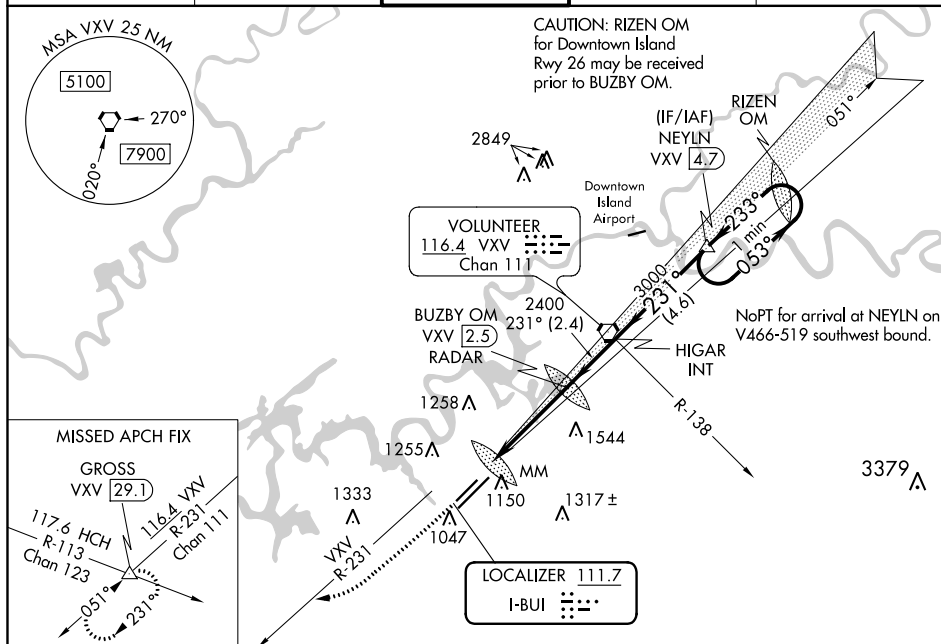 MSA VXV 25 NM
5100
270°
7900
020°
CAUTION: RIZEN OM
for Downtown Island
Rwy 26 may be received
prior to BUZBY OM.
051°
RIZEN
OM
(IF/IAF)
NEYLN
VXV 4.7
2849
Downtown
Island
Airport
233°
1 min
053°
VOLUNTEER
116.4 VXV
Chan 111
3000
231°
(4.6)
NoPT for arrival at NEYLN on
V466-519 southwest bound.
2400
231° (2.4)
BUZBY OM
VXV 2.5
RADAR
HIGAR
INT
R-138
1258
1544
1255
MM
3379
1150
1317 ±
1333
1047
VXV
R-231
LOCALIZER 111.7
I-BUI
MISSED APCH FIX
GROSS
VXV 29.1
116.4 VXV
R-231
Chan 111
117.6 HCH
R-113
Chan 123
051°
231°